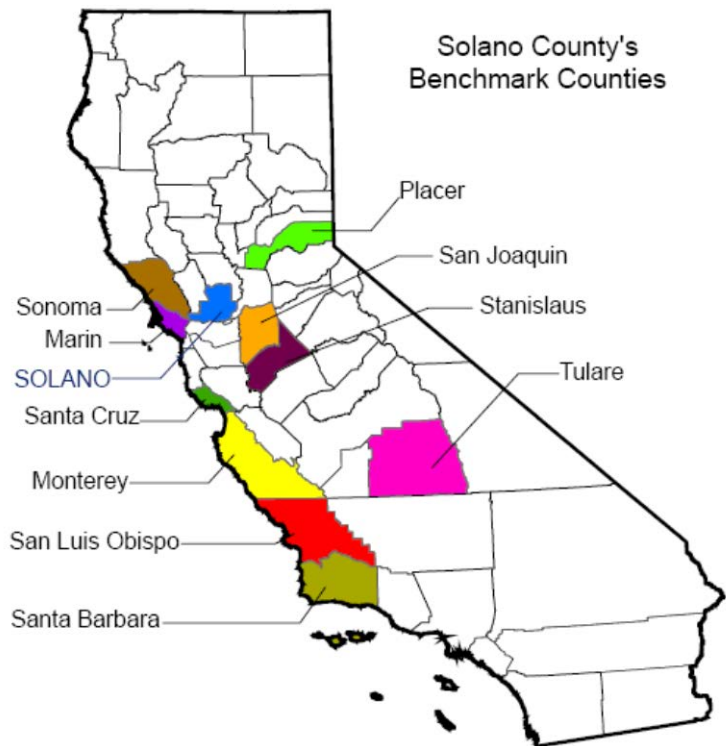 Solano County's
Benchmark Counties
Placer
San Joaquin
Stanislaus
Tulare
Sonoma
Marin
SOLANO
Santa Cruz
Monterey
San Luis Obispo
Santa Barbara